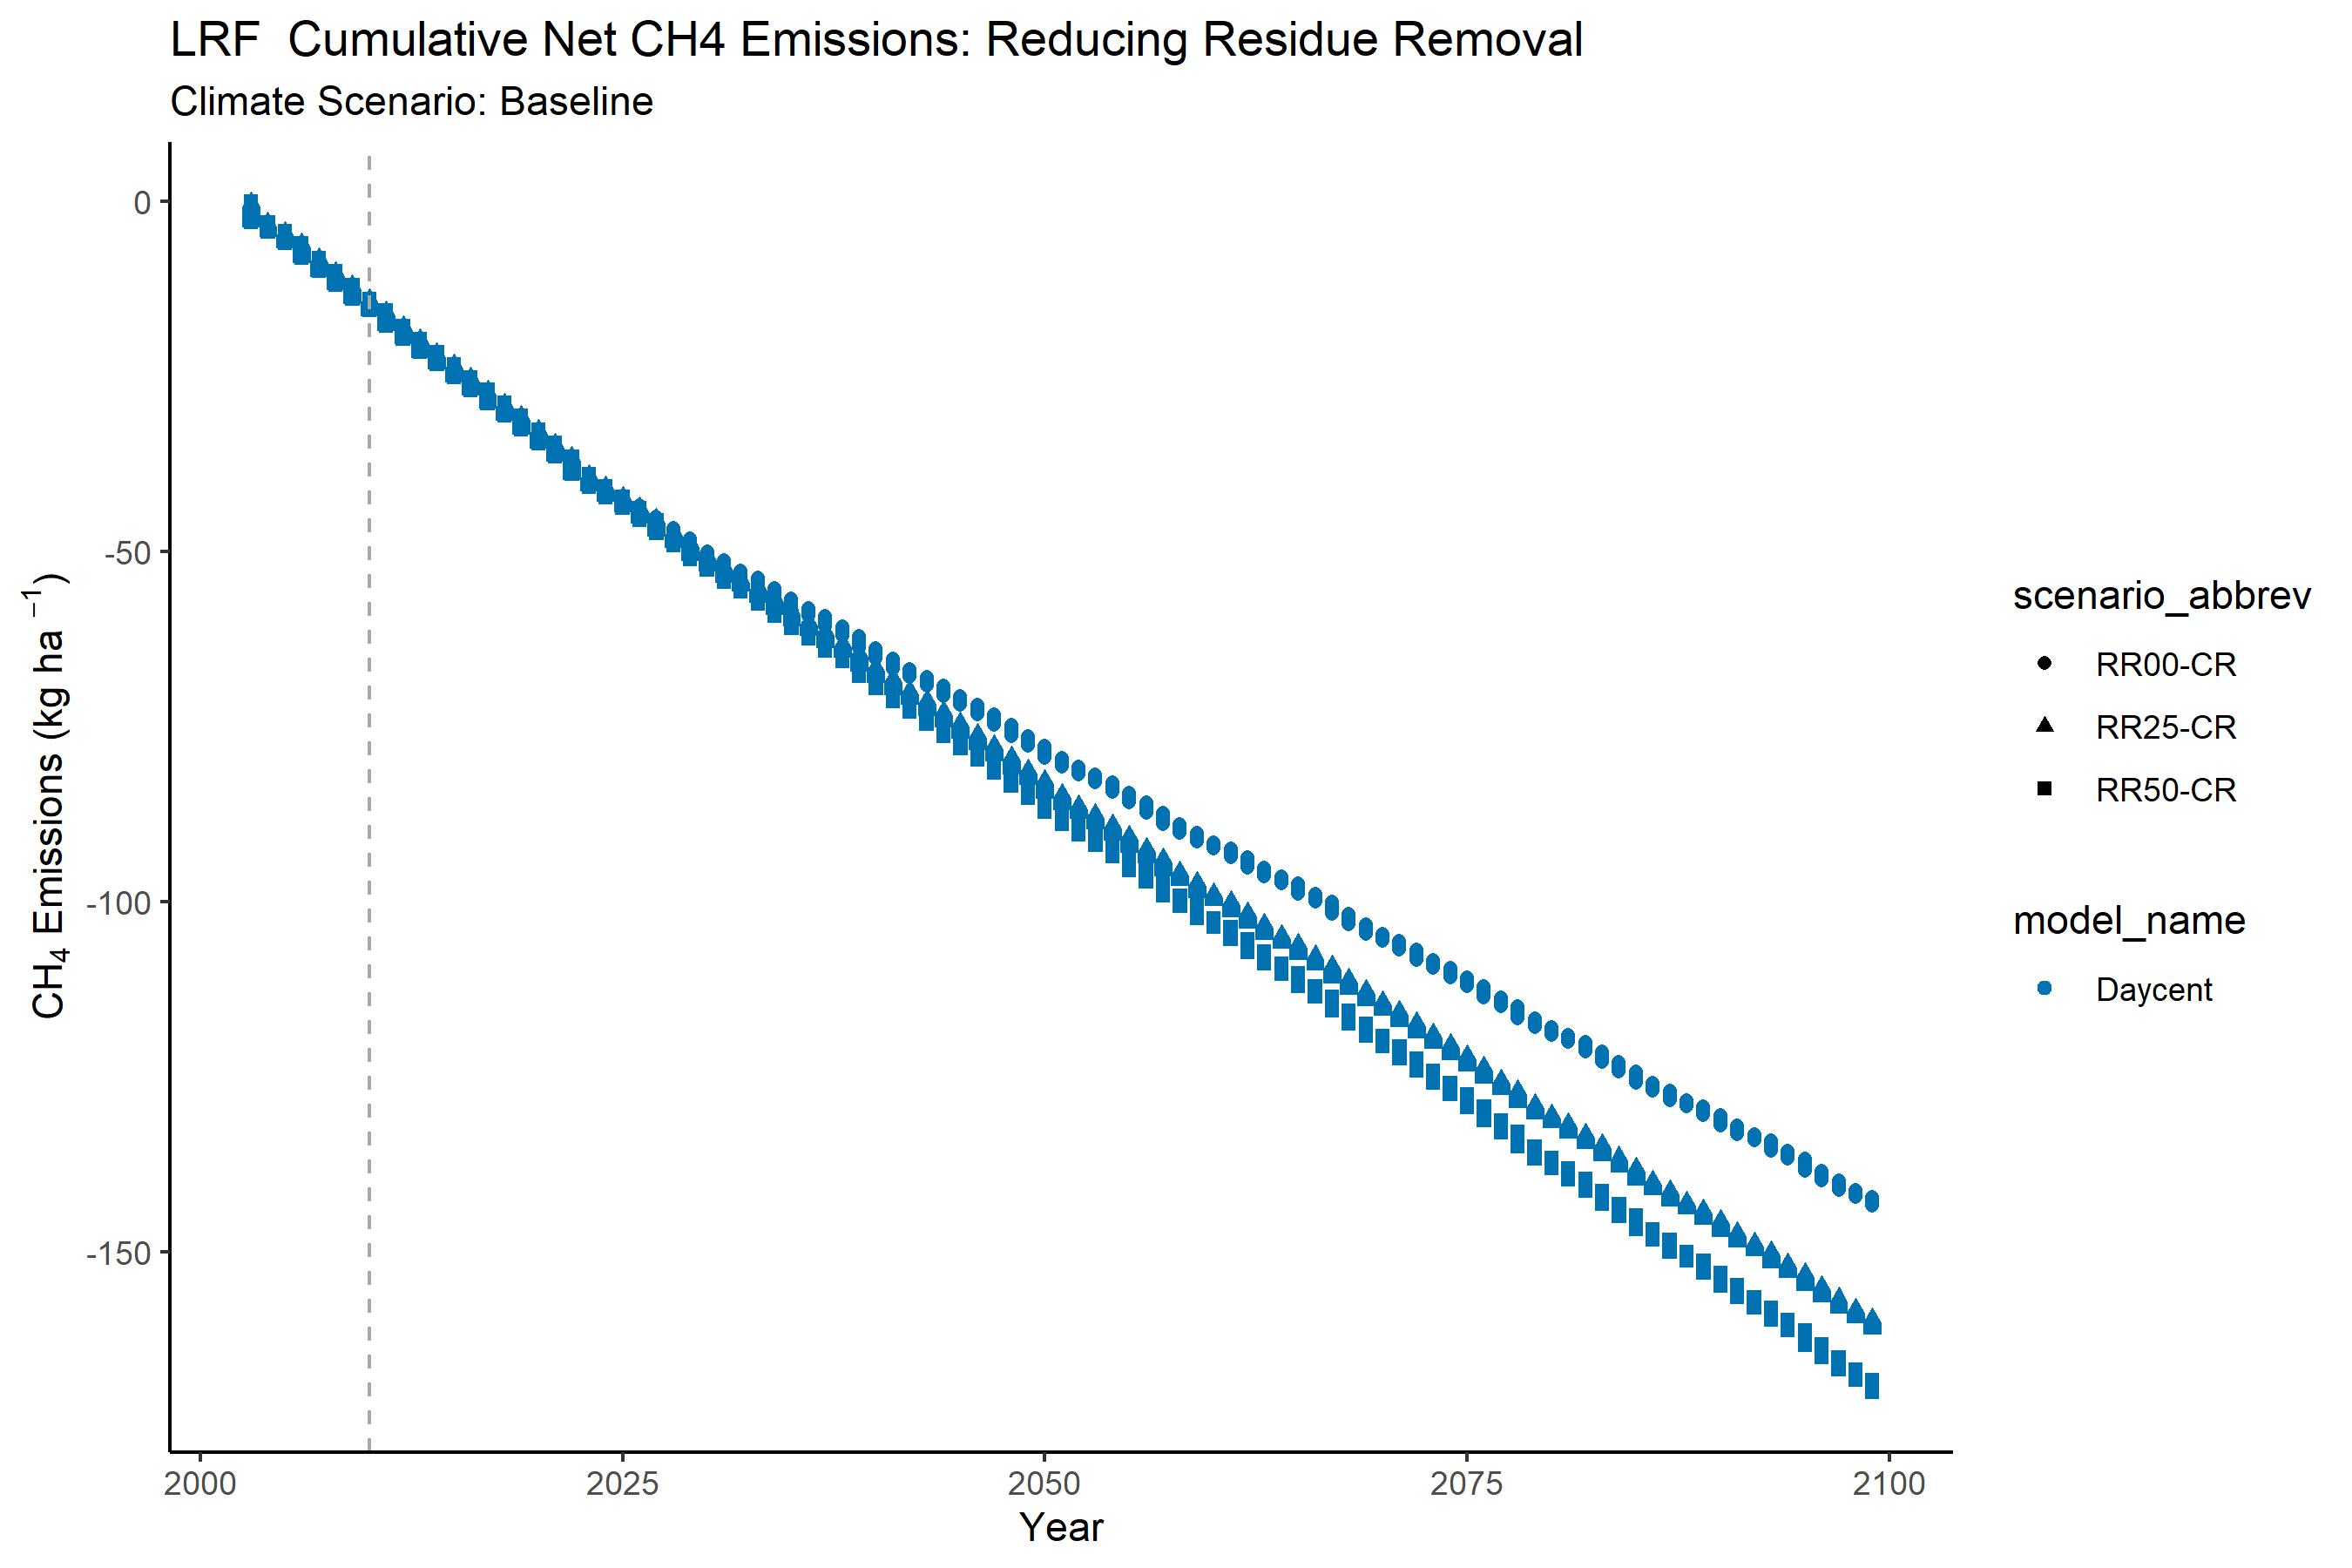 LRF  Cumulative Net CH4 Emissions: Reducing Residue Removal
Climate Scenario: Baseline
CH₄ Emissions (kg ha ⁻¹)
0
-50
-100
-150
2000 2025 2050 2075 2100
Year
scenario_abbrev
RR00-CR
RR25-CR
RR50-CR
model_name
Daycent